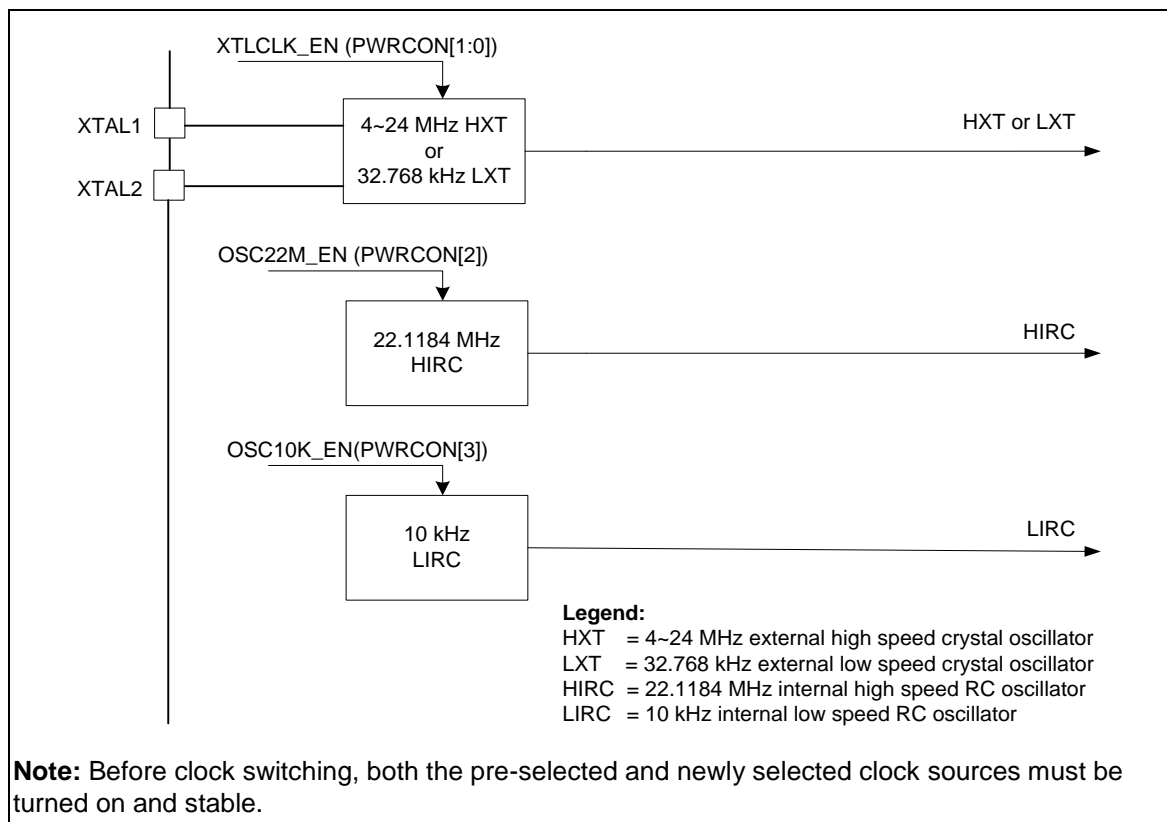 XTLCLK_EN (PWRCON[1:0])
XTAL1
XTAL2
4~24 MHz HXT
or
32.768 kHz LXT
HXT or LXT
OSC22M_EN (PWRCON[2])
22.1184 MHz
HIRC
HIRC
OSC10K_EN(PWRCON[3])
10 kHz
LIRC
LIRC
Legend:
HXT = 4~24 MHz external high speed crystal oscillator
LXT = 32.768 kHz external low speed crystal oscillator
HIRC = 22.1184 MHz internal high speed RC oscillator
LIRC = 10 kHz internal low speed RC oscillator
Note: Before clock switching, both the pre-selected and newly selected clock sources must be
turned on and stable.